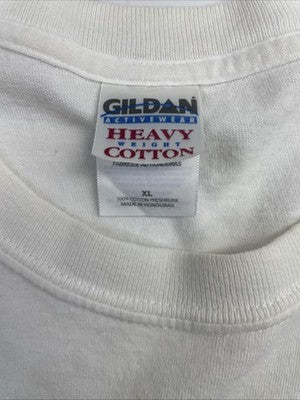 GILDAN
ACTIVEWEAR
HEAVY
WEIGHT
COTTON
XL
100% COTTON PRESHRUNK
MADE IN HONDURAS